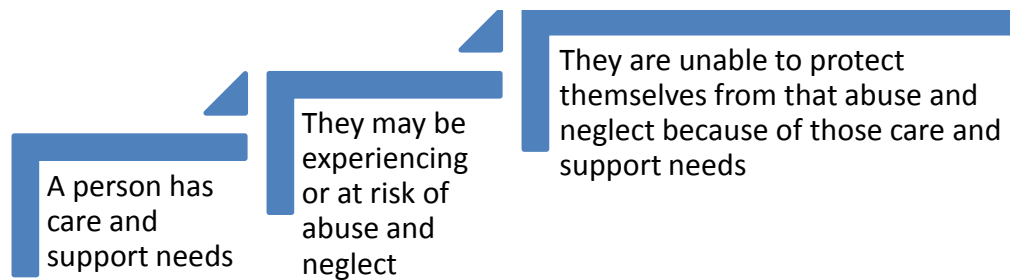 A person has
care and
support needs
They may be
experiencing
or at risk of
abuse and
neglect
They are unable to protect
themselves from that abuse and
neglect because of those care and
support needs